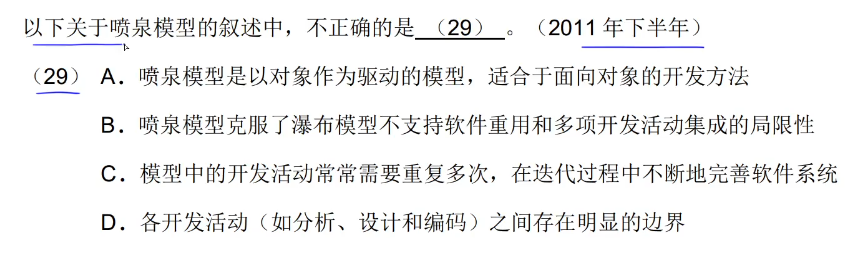 以下关于喷泉模型的叙述中，不正确的是 （29） 。（2011 年下半年）
（29） A．喷泉模型是以对象作为驱动的模型，适合于面向对象的开发方法
B．喷泉模型克服了瀑布模型不支持软件重用和多项开发活动集成的局限性
C．模型中的开发活动常常需要重复多次，在迭代过程中不断地完善软件系统
D．各开发活动（如分析、设计和编码）之间存在明显的边界